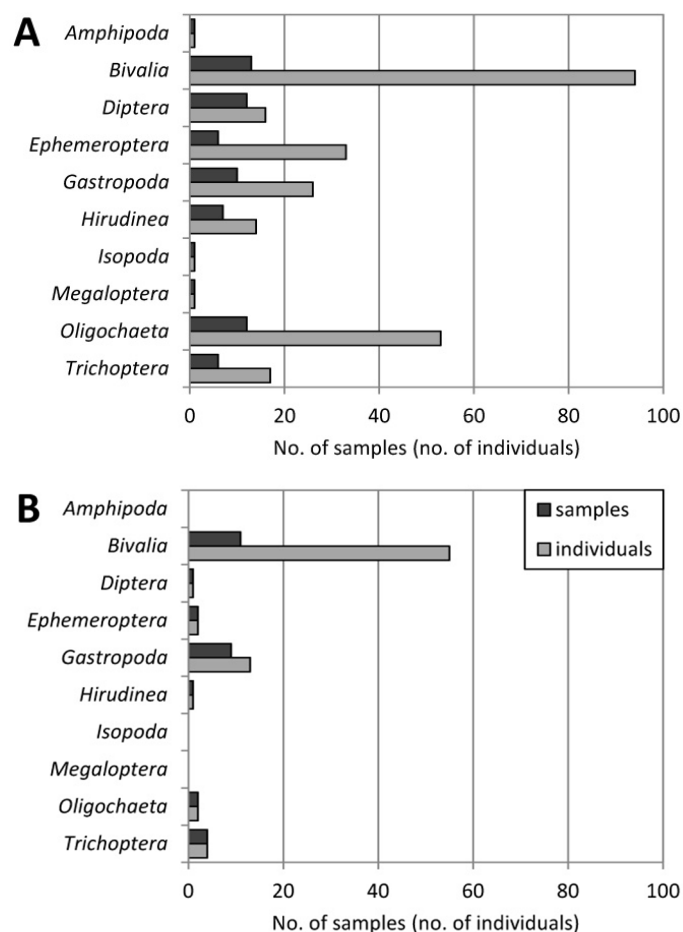 A
Amphipoda
Bivalia
Diptera
Ephemeroptera
Gastropoda
Hirudinea
Isopoda
Megaloptera
Oligochaeta
Trichoptera
0 20 40 60 80 100
No. of samples (no. of individuals)
B
samples
individuals
Amphipoda
Bivalia
Diptera
Ephemeroptera
Gastropoda
Hirudinea
Isopoda
Megaloptera
Oligochaeta
Trichoptera
0 20 40 60 80 100
No. of samples (no. of individuals)